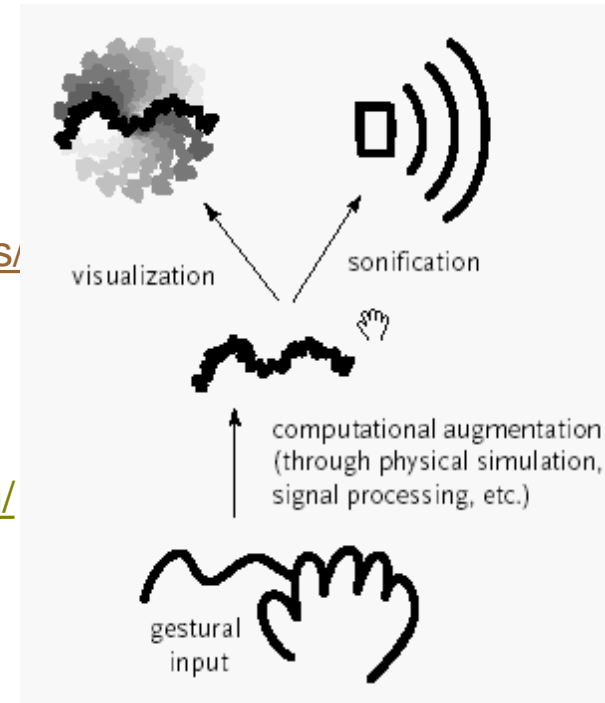 s/
visualization
sonification
computational augmentation
(through physical simulation,
signal processing, etc.)
/
gestural
input